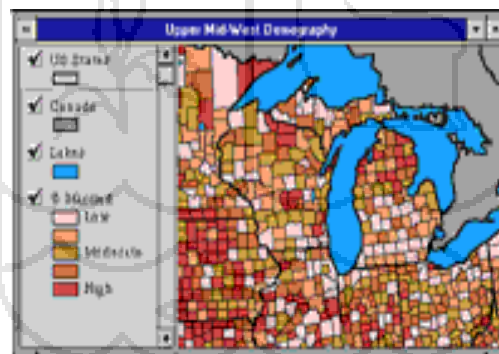 Upper Mid-West Demography
US States
Canada
Lakes
Low
Medium
High